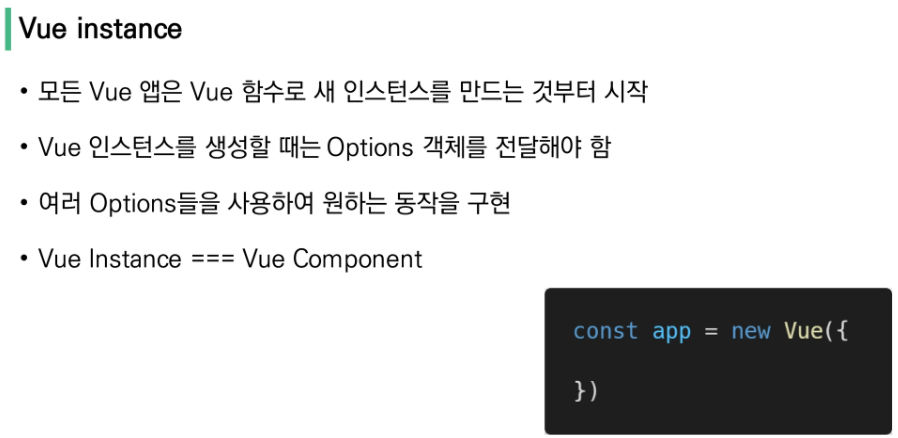 Vue instance
• 모든 Vue 앱은 Vue 함수로 새 인스턴스를 만드는 것부터 시작
• Vue 인스턴스를 생성할 때는 Options 객체를 전달해야 함
• 여러 Options들을 사용하여 원하는 동작을 구현
• Vue Instance === Vue Component
const app = new Vue({
})